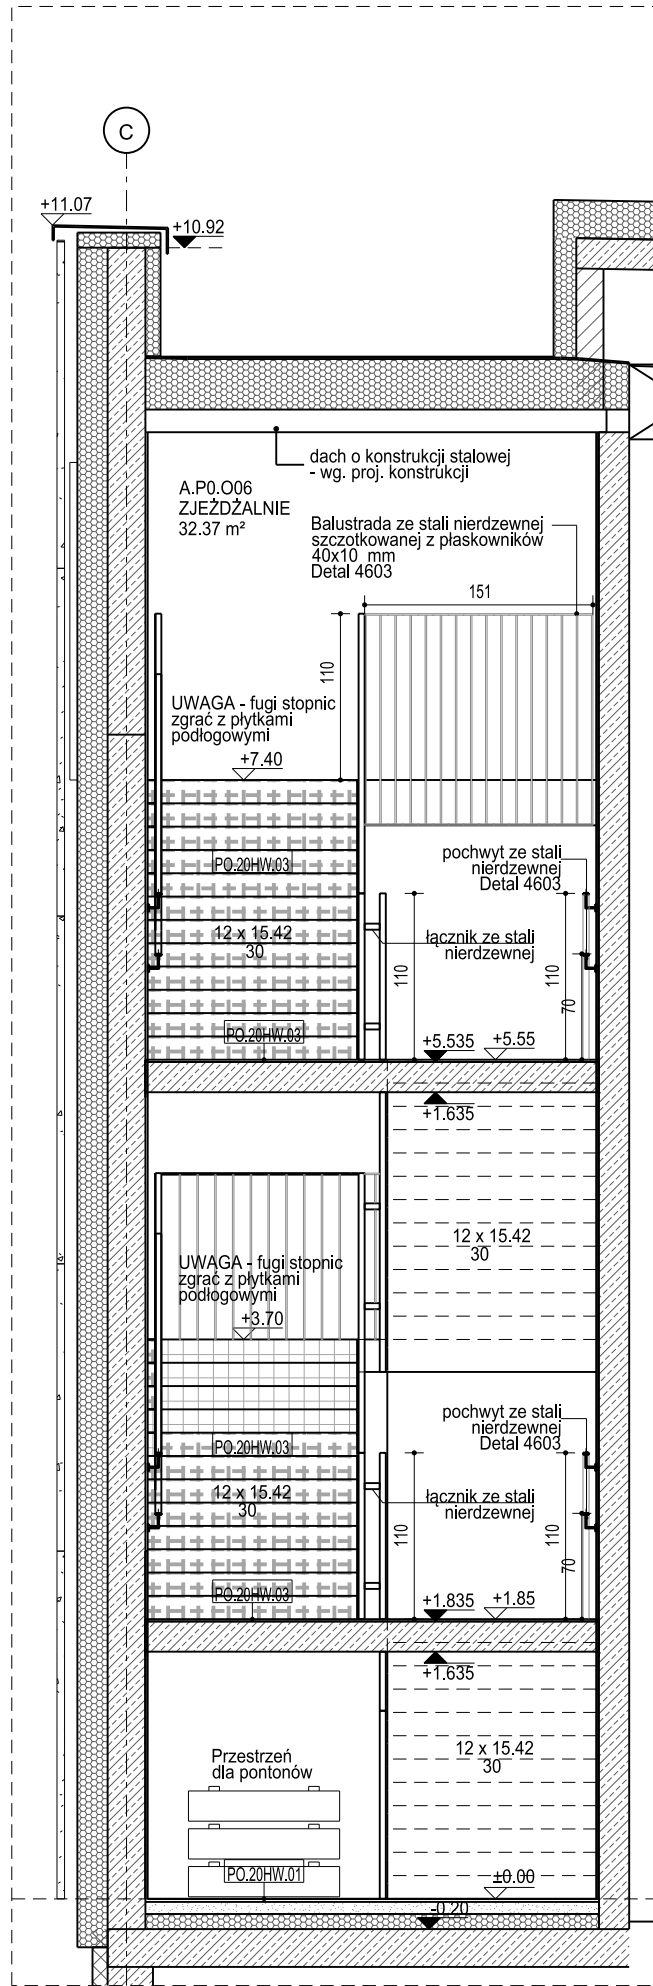 C
+11.07
+10.92
dach o konstrukcji stalowej
- wg. proj. konstrukcji
A.P0.O06
ZJEŻDŻALNIE
32.37 m²
Balustrada ze stali nierdzewnej
szczotkowanej z płaskowników
40x10 mm
Detal 4603
151
110
UWAGA - fugi stopnic
zgrać z płytkami
podłogowymi
+7.40
pochwyt ze stali
nierdzewnej
Detal 4603
PO.20HW.03
12 x 15.42
30
łącznik ze stali
nierdzewnej
110
110
70
PO.20HW.03
+5.535
+5.55
+1.635
12 x 15.42
30
UWAGA - fugi stopnic
zgrać z płytkami
podłogowymi
+3.70
pochwyt ze stali
nierdzewnej
Detal 4603
PO.20HW.03
12 x 15.42
30
łącznik ze stali
nierdzewnej
110
110
70
PO.20HW.03
+1.835
+1.85
+1.635
12 x 15.42
30
Przestrzeń
dla pontonów
PO.20HW.01
±0.00
-0.20